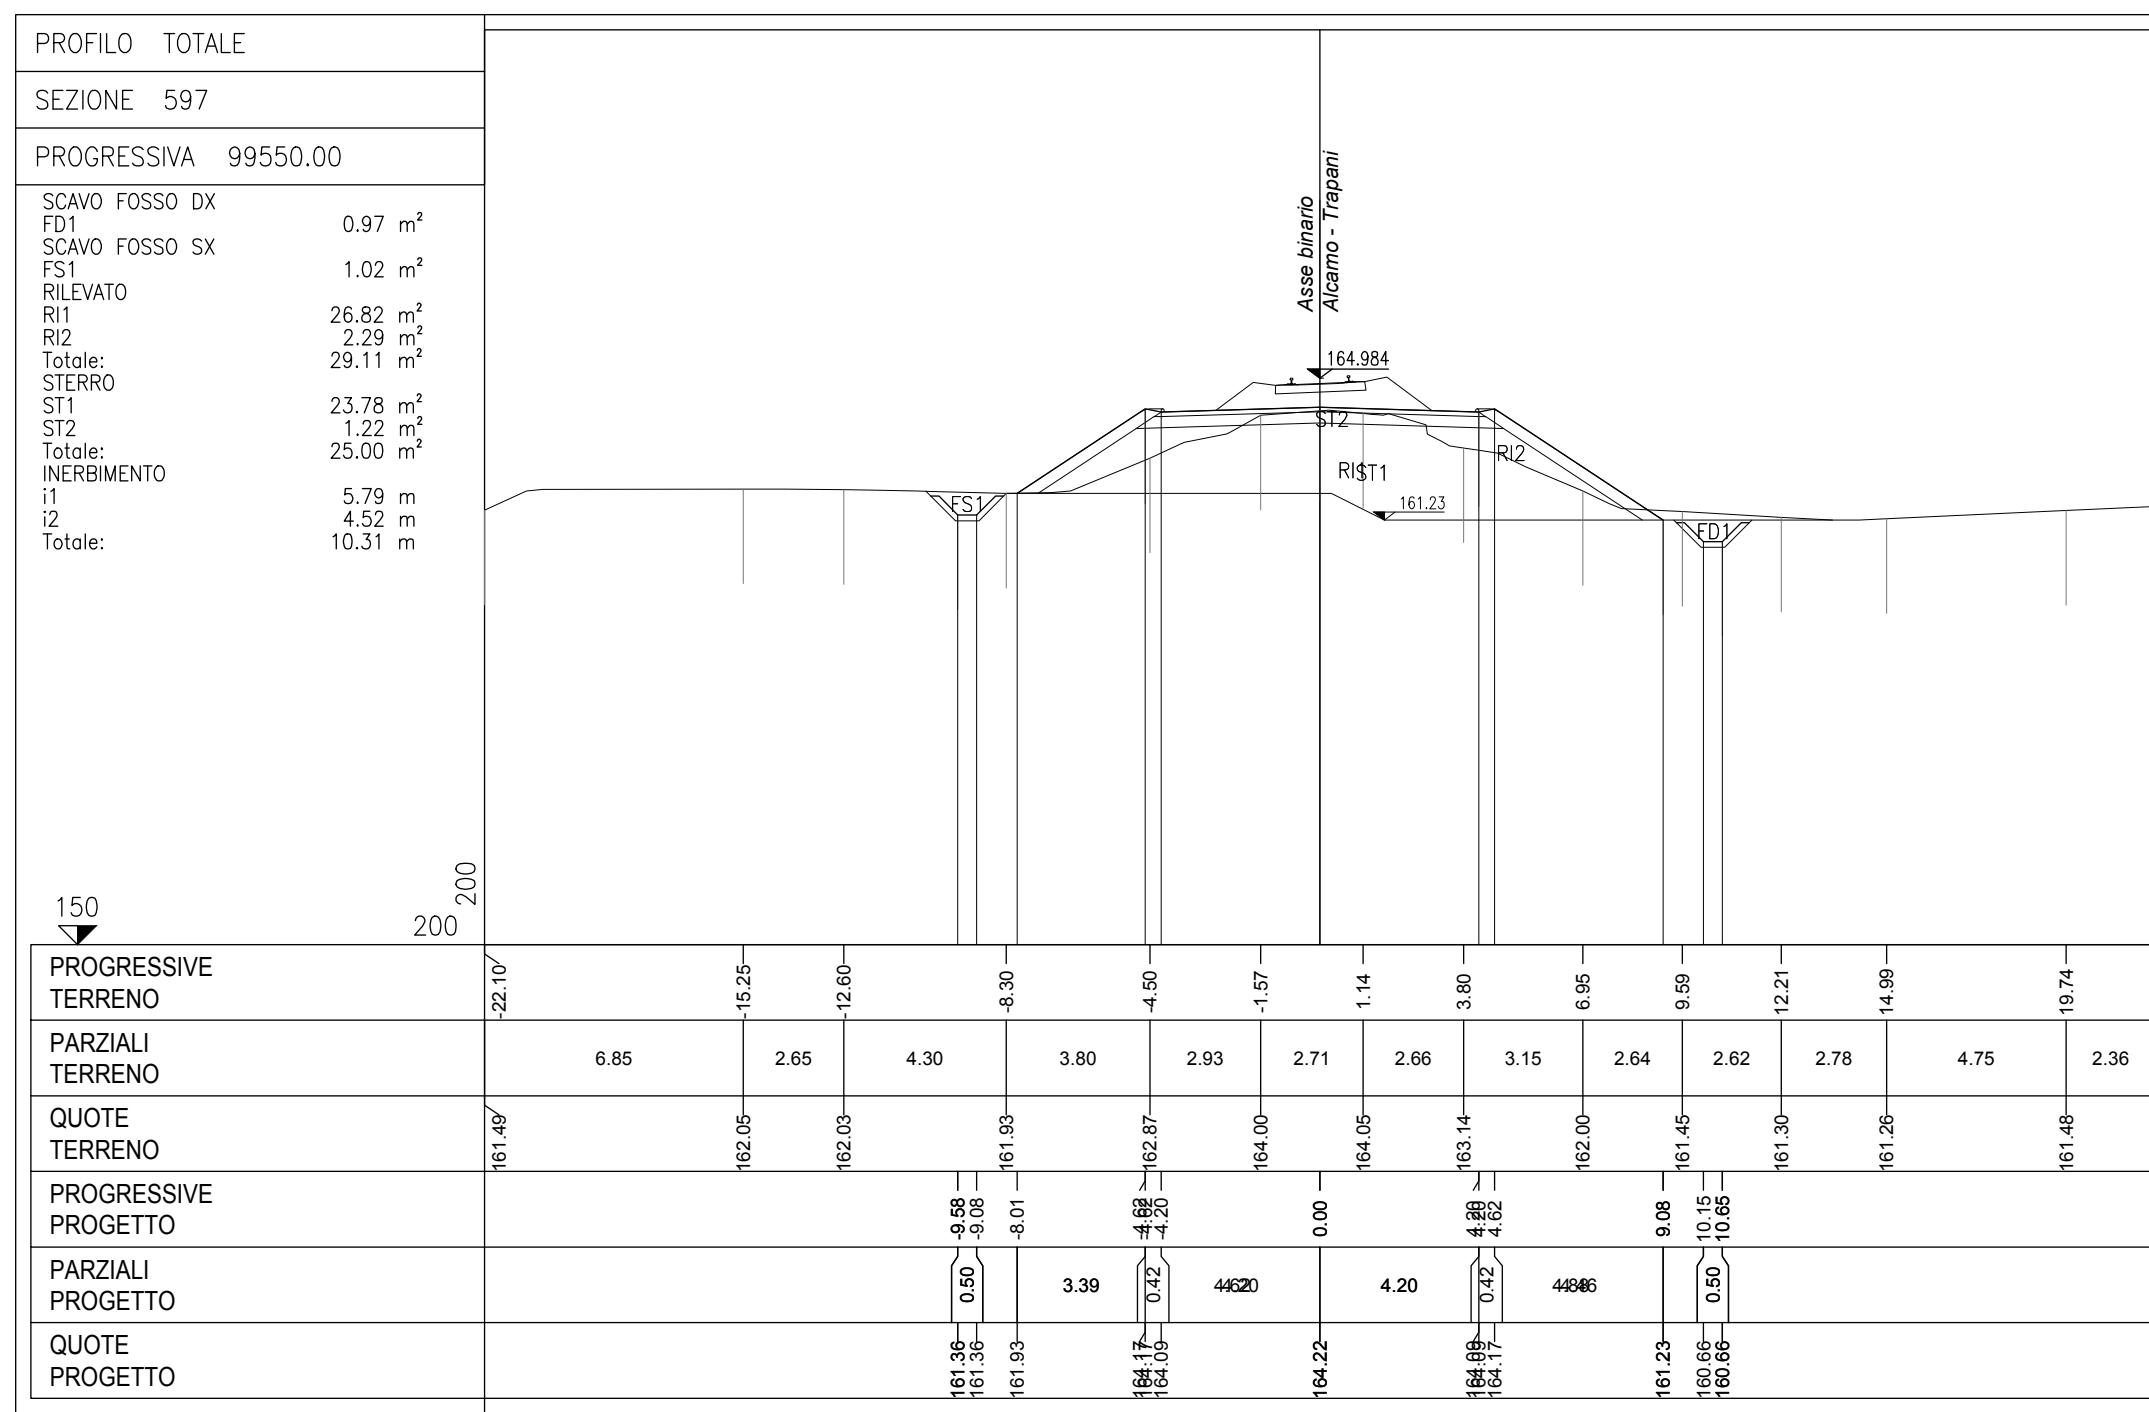 PROFILO TOTALE
SEZIONE 597
PROGRESSIVA 99550.00
SCAVO FOSSO DX
FD1 0.97 m²
SCAVO FOSSO SX
FS1 1.02 m²
RILEVATO
RI1 26.82 m²
RI2 2.29 m²
Totale: 29.11 m²
STERRO
ST1 23.78 m²
ST2 1.22 m²
Totale: 25.00 m²
INERBIMENTO
i1 5.79 m
i2 4.52 m
Totale: 10.31 m
Asse binario
Alcamo - Trapani
164.984
ST2
RI2
ST1
161.23
FS1
FD1
200
150
200
PROGRESSIVE TERRENO
-22.10 -15.25 -12.60 -8.30 -4.50 -1.57 1.14 3.80 6.95 9.59 12.21 14.99 19.74
PARZIALI TERRENO
6.85 2.65 4.30 3.80 2.93 2.71 2.66 3.15 2.64 2.62 2.78 4.75 2.36
QUOTE TERRENO
161.49 162.05 162.03 161.93 162.87 164.00 164.05 163.14 162.00 161.45 161.30 161.26 161.48
PROGRESSIVE PROGETTO
-9.58 -9.08 -8.01 -4.62 -4.20 0.00 4.20 4.62 9.08 10.15 10.65
PARZIALI PROGETTO
0.50 3.39 0.42 4.20 0.42 0.50
QUOTE PROGETTO
161.36 161.36 161.93 164.17 164.09 164.22 164.09 164.17 161.23 160.66 160.66